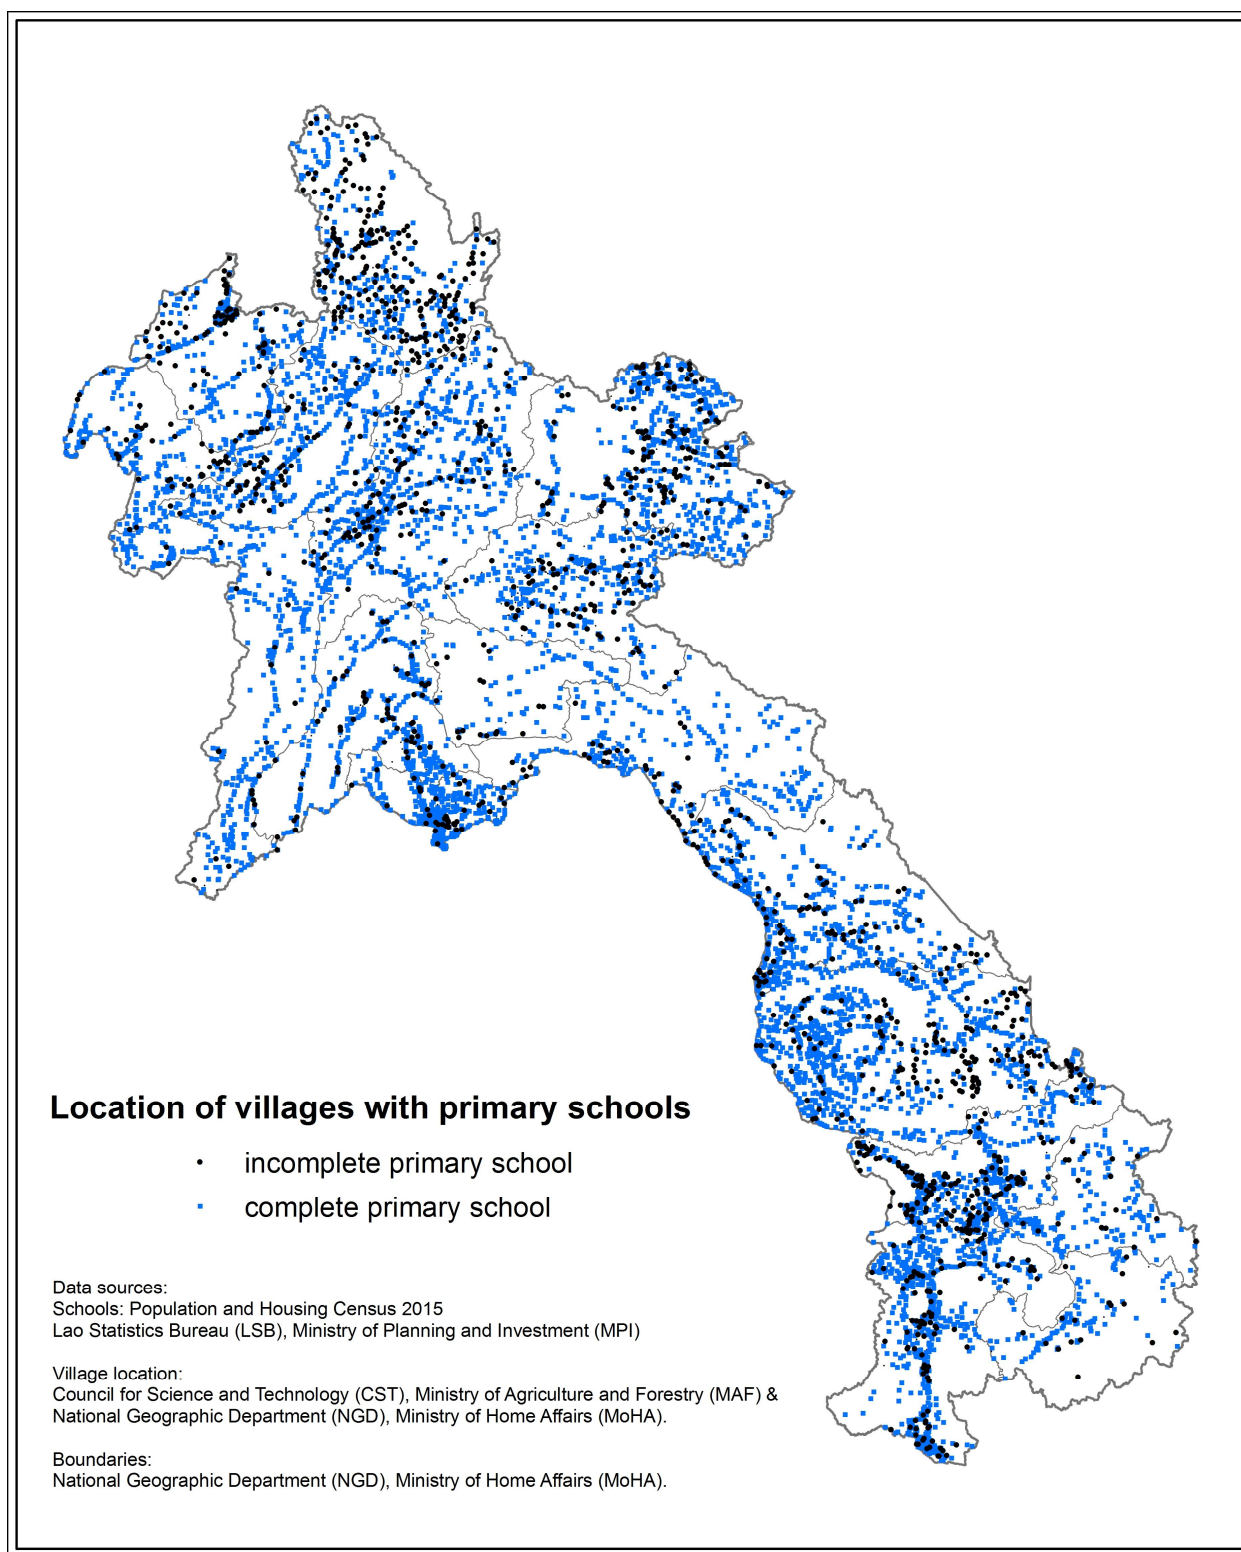 Location of villages with primary schools
incomplete primary school
complete primary school
Data sources:
Schools: Population and Housing Census 2015
Lao Statistics Bureau (LSB), Ministry of Planning and Investment (MPI)
Village location:
Council for Science and Technology (CST), Ministry of Agriculture and Forestry (MAF) &
National Geographic Department (NGD), Ministry of Home Affairs (MoHA).
Boundaries:
National Geographic Department (NGD), Ministry of Home Affairs (MoHA).